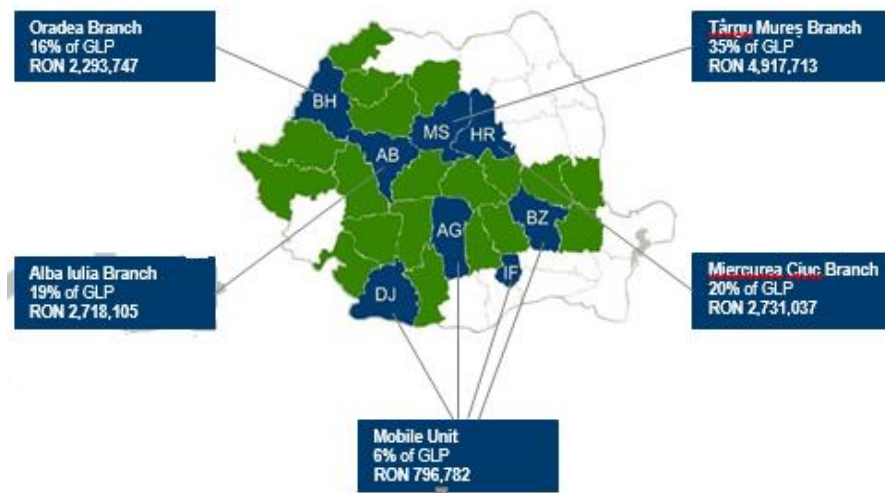 Oradea Branch
16% of GLP
RON 2,293,747
Târgu Mureș Branch
35% of GLP
RON 4,917,713
BH
MS
HR
AB
AG
BZ
IF
DJ
Alba Iulia Branch
19% of GLP
RON 2,718,105
Miercurea Ciuc Branch
20% of GLP
RON 2,731,037
Mobile Unit
6% of GLP
RON 796,782